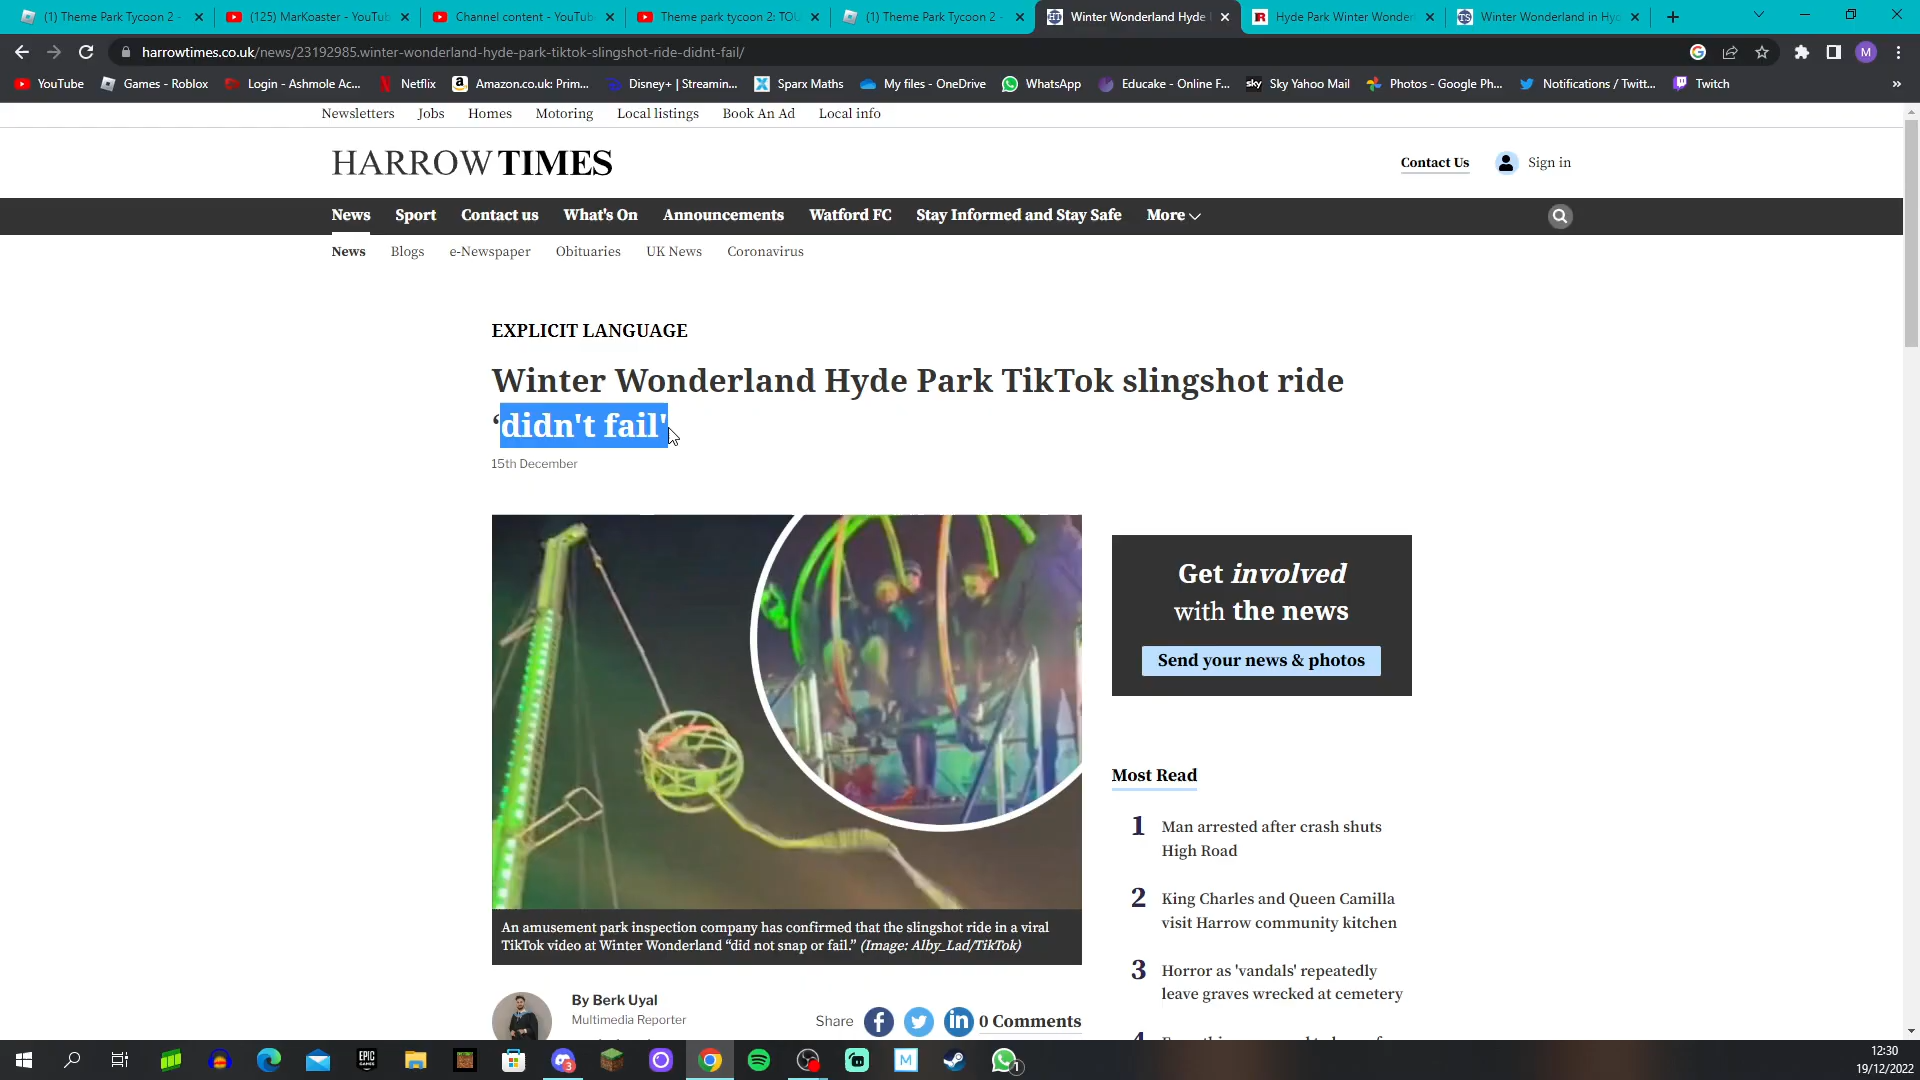 (1) Theme Park Tycoon 2 -
(125) MarKoaster - YouTub
Channel content - YouTube
Theme park tycoon 2: TOU
(1) Theme Park Tycoon 2 -
Winter Wonderland Hyde
Hyde Park Winter Wonder
Winter Wonderland in Hyd
harrowtimes.co.uk/news/23192985.winter-wonderland-hyde-park-tiktok-slingshot-ride-didnt-fail/
M
YouTube
Games - Roblox
Login - Ashmole Ac...
Netflix
Amazon.co.uk: Prim...
Disney+ | Streamin...
Sparx Maths
My files - OneDrive
WhatsApp
Educake - Online F...
sky Sky Yahoo Mail
Photos - Google Ph...
Notifications / Twitt...
Twitch
»
Newsletters Jobs Homes Motoring Local listings Book An Ad Local info
HARROW TIMES
Contact Us
Sign in
News Sport Contact us What's On Announcements Watford FC Stay Informed and Stay Safe More
News Blogs e-Newspaper Obituaries UK News Coronavirus
EXPLICIT LANGUAGE
Winter Wonderland Hyde Park TikTok slingshot ride
‘didn't fail'
15th December
Get involved
with the news
Send your news & photos
An amusement park inspection company has confirmed that the slingshot ride in a viral
TikTok video at Winter Wonderland “did not snap or fail.” (Image: Alby_Lad/TikTok)
Most Read
1 Man arrested after crash shuts
High Road
2 King Charles and Queen Camilla
visit Harrow community kitchen
3 Horror as 'vandals' repeatedly
leave graves wrecked at cemetery
By Berk Uyal
Multimedia Reporter
Share
0 Comments
EPIC
GAMES
3
M
1
12:30
19/12/2022